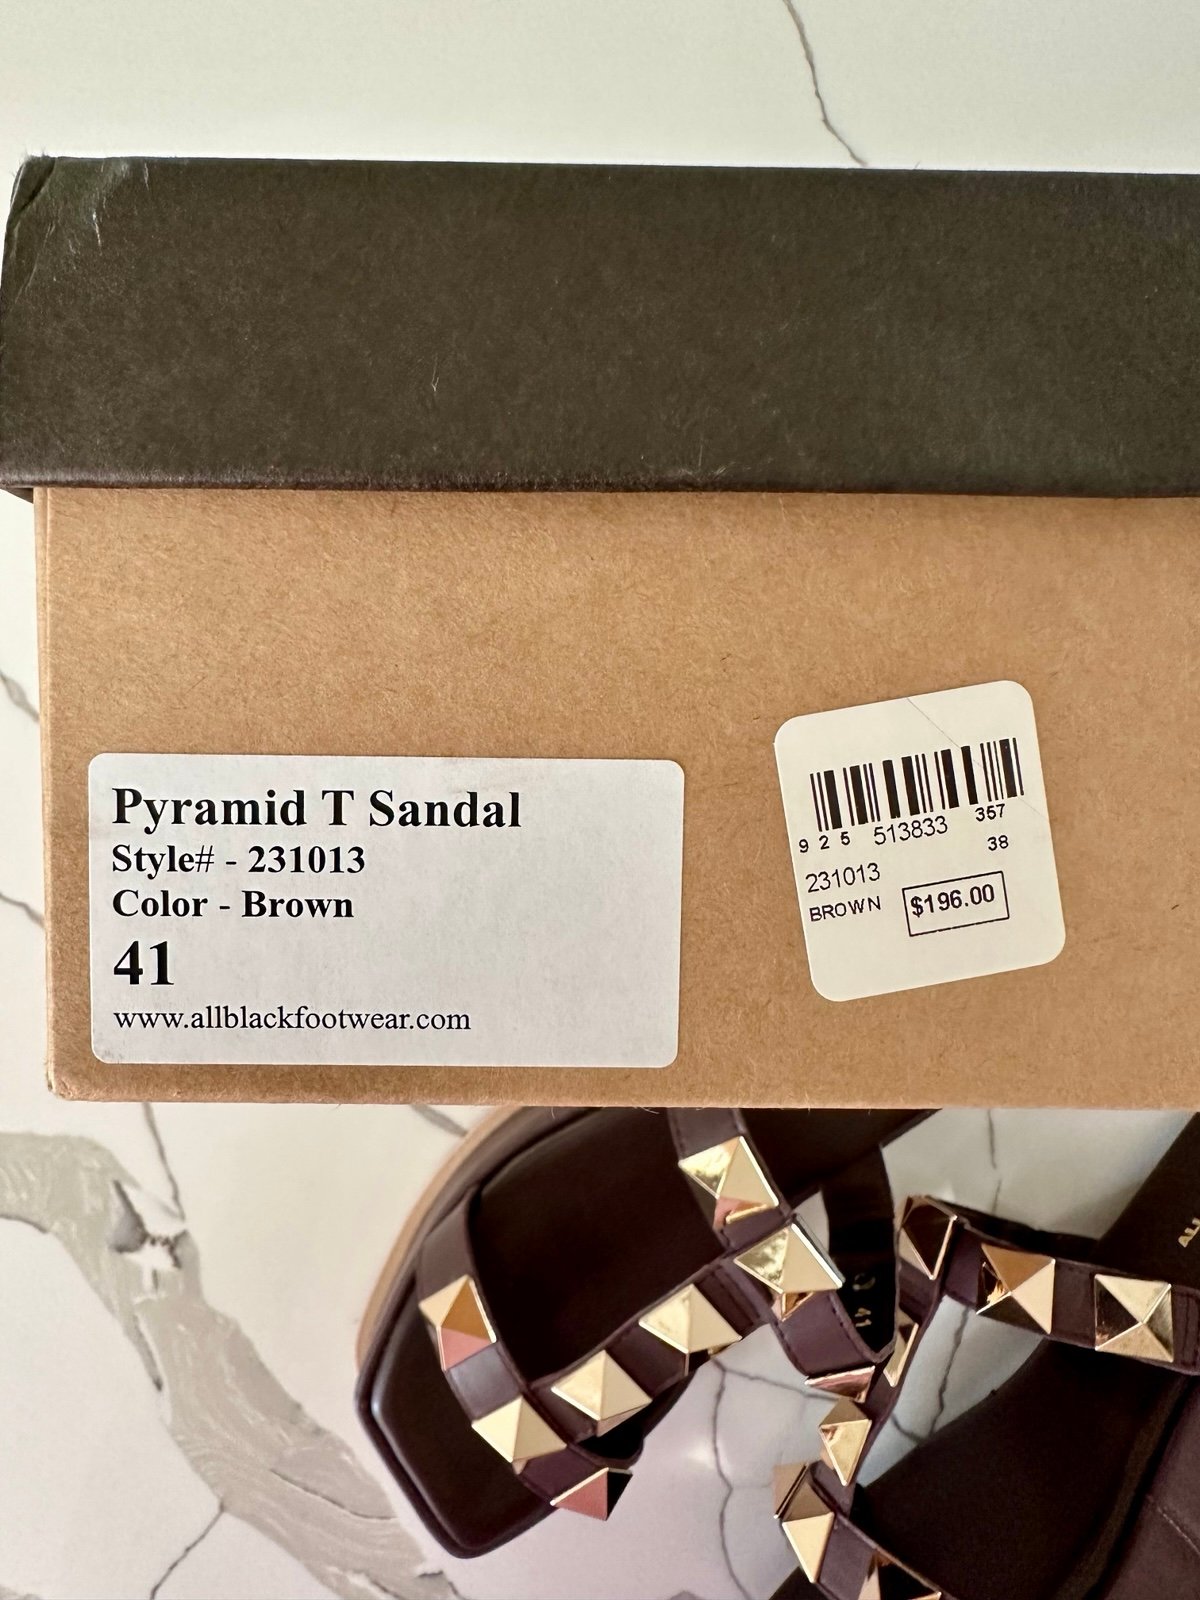 Pyramid T Sandal
Style# - 231013
Color - Brown
41
www.allblackfootwear.com
9 2 5 513833 357
38
231013
BROWN $196.00
41